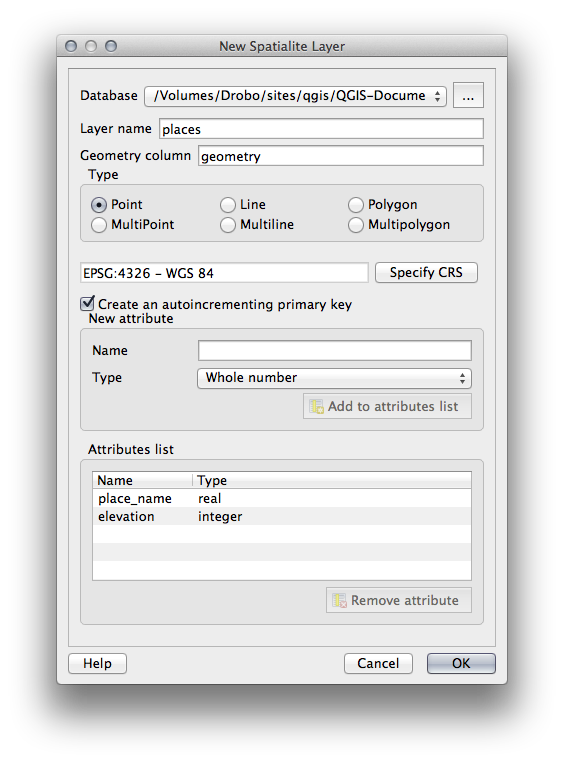 New Spatialite Layer
Database /Volumes/Drobo/sites/qgis/QGIS-Docume ...
Layer name places
Geometry column geometry
Type
Point Line Polygon
MultiPoint Multiline Multipolygon
EPSG:4326 - WGS 84 Specify CRS
Create an autoincrementing primary key
New attribute
Name
Type Whole number
Add to attributes list
Attributes list
Name Type
place_name real
elevation integer
Remove attribute
Help Cancel OK